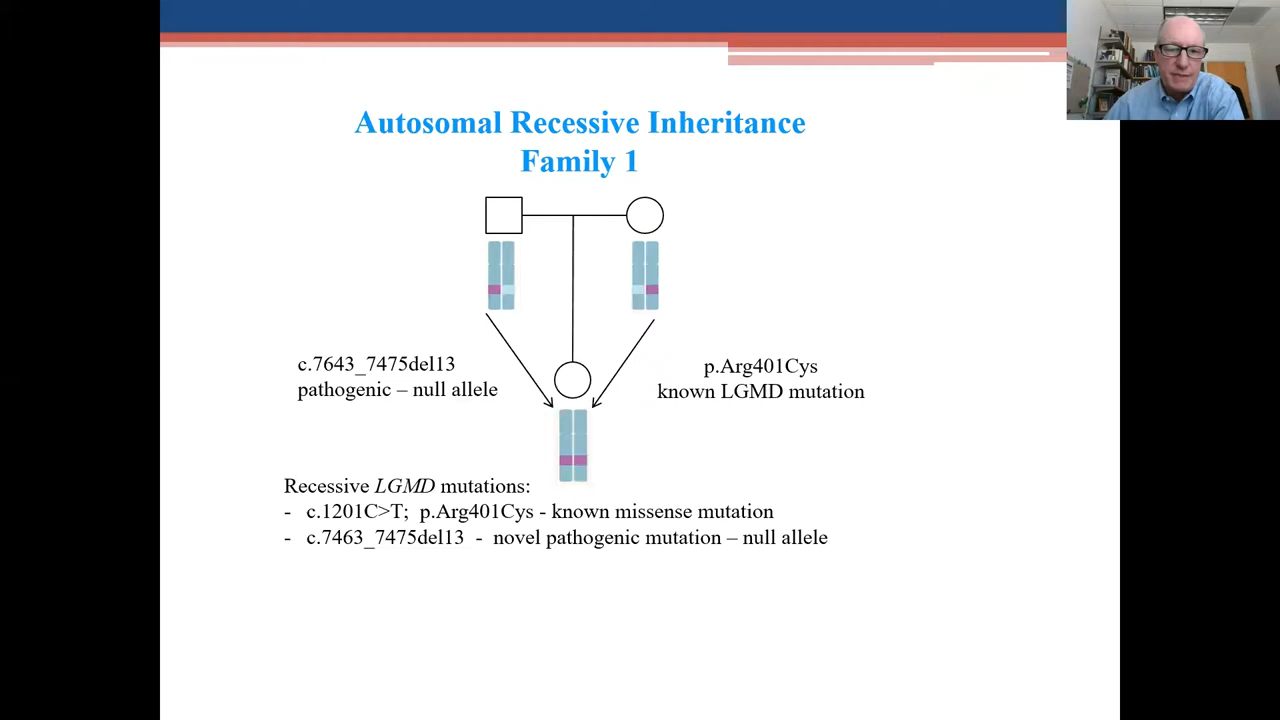 Autosomal Recessive Inheritance
Family 1
c.7643_7475del13
pathogenic – null allele
p.Arg401Cys
known LGMD mutation
Recessive LGMD mutations:
- c.1201C>T; p.Arg401Cys - known missense mutation
- c.7463_7475del13 - novel pathogenic mutation – null allele